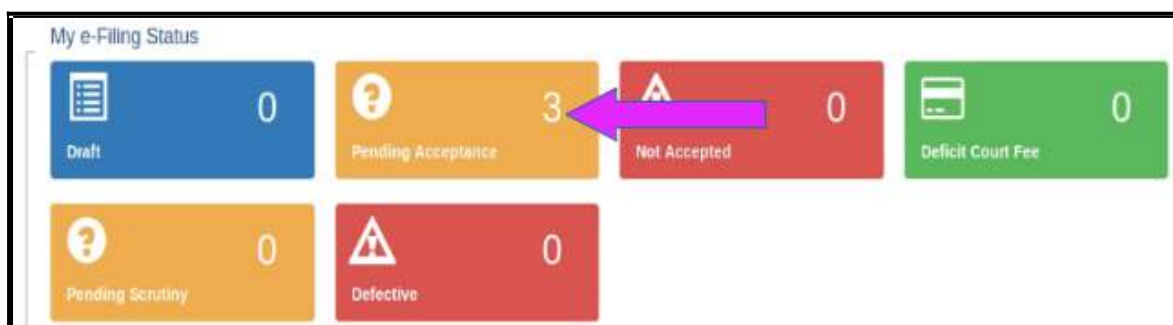 My e-Filing Status
0
Draft
3
Pending Acceptance
0
Not Accepted
0
Deficit Court Fee
0
Pending Scrutiny
0
Defective